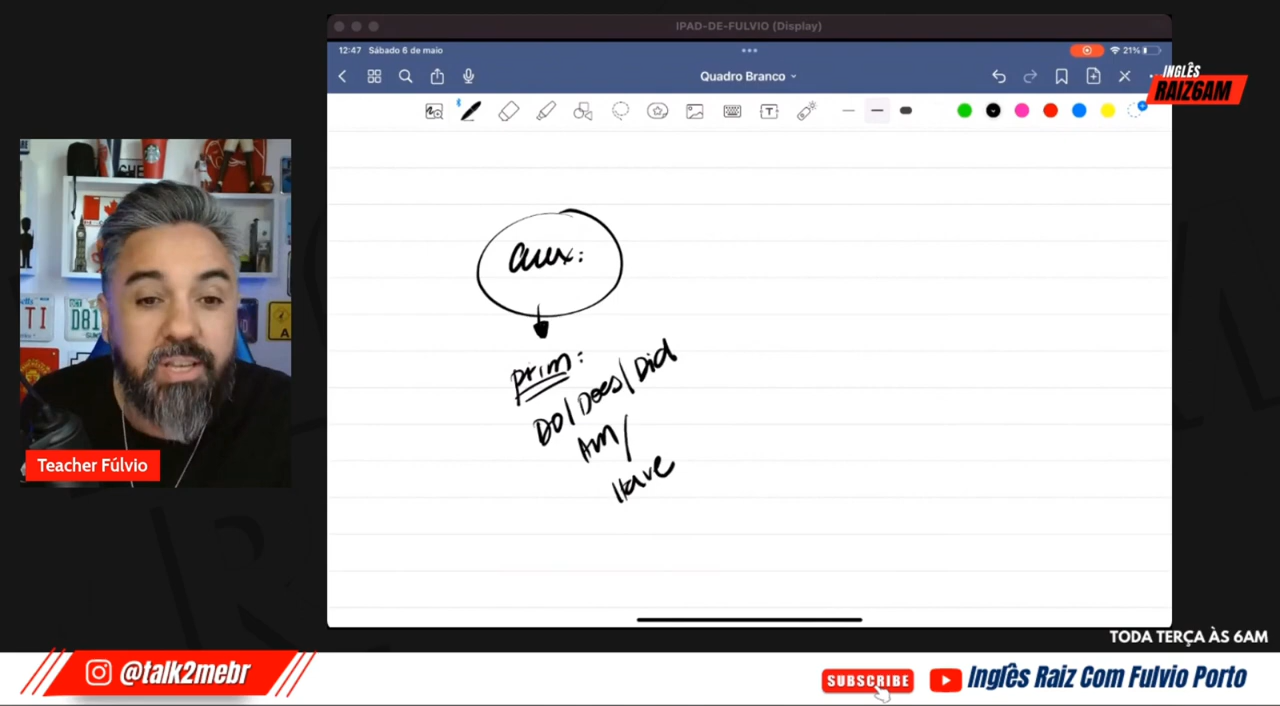 IPAD-DE-FULVIO (Display)
12:47 Sábado 6 de maio
21%
Quadro Branco
INGLÊS
RAIZ6AM
aux:
prim:
DO/Does/Did
AM/
Have
Teacher Fúlvio
TODA TERÇA ÀS 6AM
@talk2mebr
SUBSCRIBE
Inglês Raiz Com Fulvio Porto